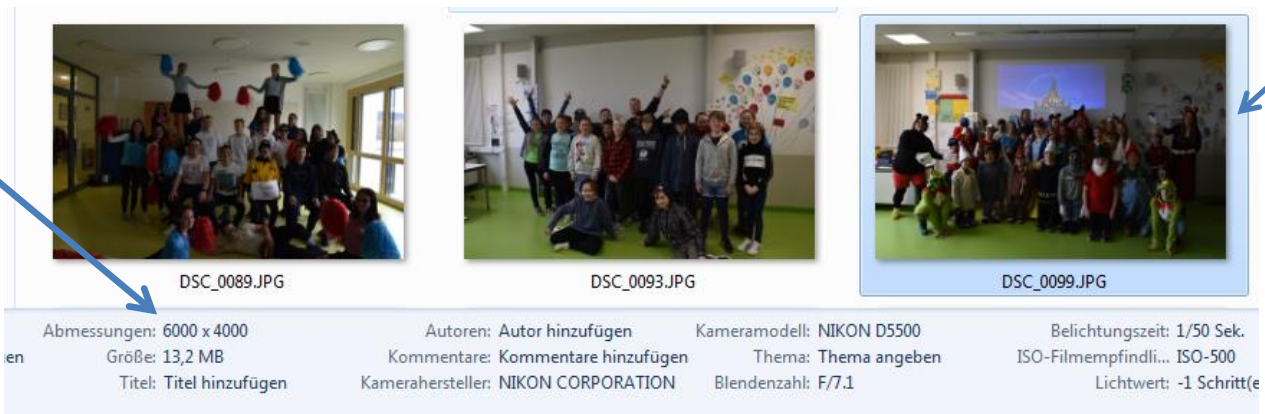 DSC_0089.JPG DSC_0093.JPG DSC_0099.JPG
Abmessungen: 6000 x 4000 Autoren: Autor hinzufügen Kameramodell: NIKON D5500 Belichtungszeit: 1/50 Sek.
Größe: 13,2 MB Kommentare: Kommentare hinzufügen Thema: Thema angeben ISO-Filmempfindli... ISO-500
Titel: Titel hinzufügen Kamerahersteller: NIKON CORPORATION Blendenzahl: F/7.1 Lichtwert: -1 Schritt(e